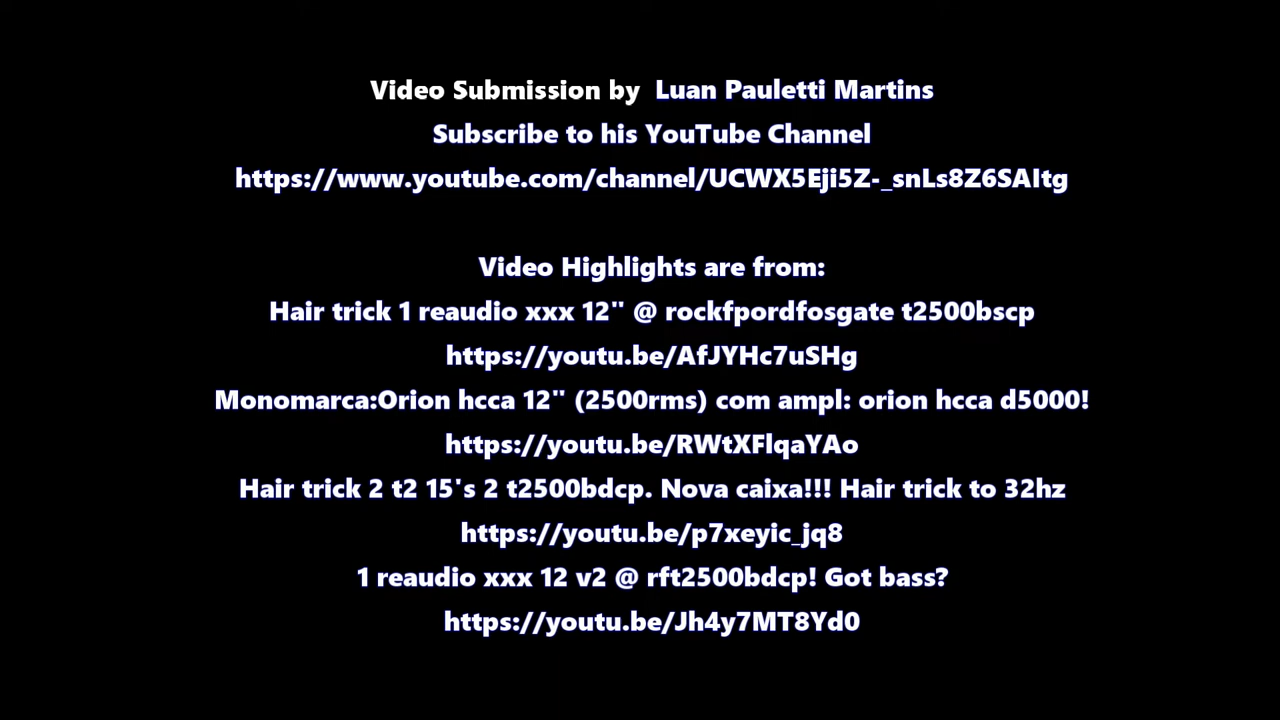 Video Submission by Luan Pauletti Martins
Subscribe to his YouTube Channel
https://www.youtube.com/channel/UCWX5Eji5Z-_snLs8Z6SAltg
Video Highlights are from:
Hair trick 1 reaudio xxx 12" @ rockfpordfosgate t2500bscp
https://youtu.be/AfJYHc7uSHg
Monomarca:Orion hcca 12" (2500rms) com ampl: orion hcca d5000!
https://youtu.be/RWtXFlqaYAo
Hair trick 2 t2 15's 2 t2500bdcp. Nova caixa!!! Hair trick to 32hz
https://youtu.be/p7xeyic_jq8
1 reaudio xxx 12 v2 @ rft2500bdcp! Got bass?
https://youtu.be/Jh4y7MT8Yd0